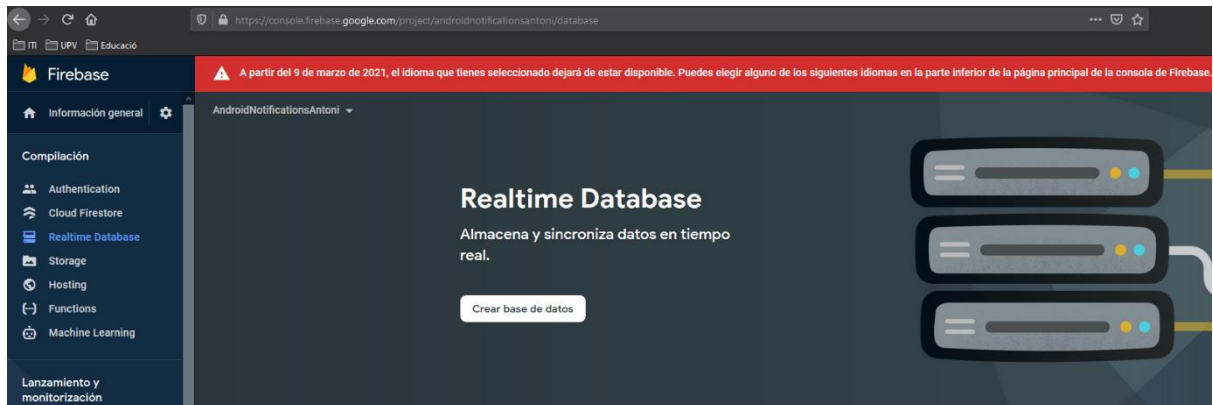 https://console.firebase.google.com/project/androidnotificationsantoni/database
ITI UPV Educació
Firebase
A partir del 9 de marzo de 2021, el idioma que tienes seleccionado dejará de estar disponible. Puedes elegir alguno de los siguientes idiomas en la parte inferior de la página principal de la consola de Firebase.
Información general
AndroidNotificationsAntoni
Compilación
Authentication
Cloud Firestore
Realtime Database
Storage
Hosting
Functions
Machine Learning
Lanzamiento y
monitorización
Realtime Database
Almacena y sincroniza datos en tiempo
real.
Crear base de datos